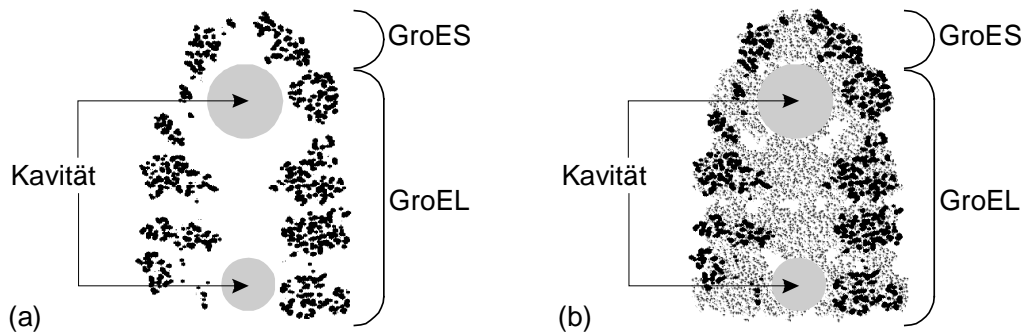 GroES
Kavität
GroEL
(a)
GroES
Kavität
GroEL
(b)